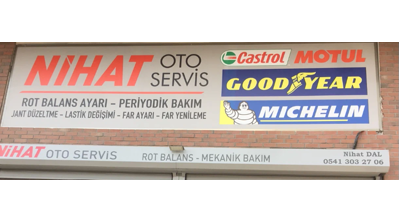 NİHAT OTO SERVİS
ROT BALANS AYARI – PERİYODİK BAKIM
JANT DÜZELTME – LASTİK DEĞİŞİMİ – FAR AYARI – FAR YENİLEME
Castrol MOTUL
GOODYEAR
MICHELIN
NİHAT OTO SERVİS ROT BALANS – MEKANİK BAKIM
Nihat DAL
0541 303 27 06